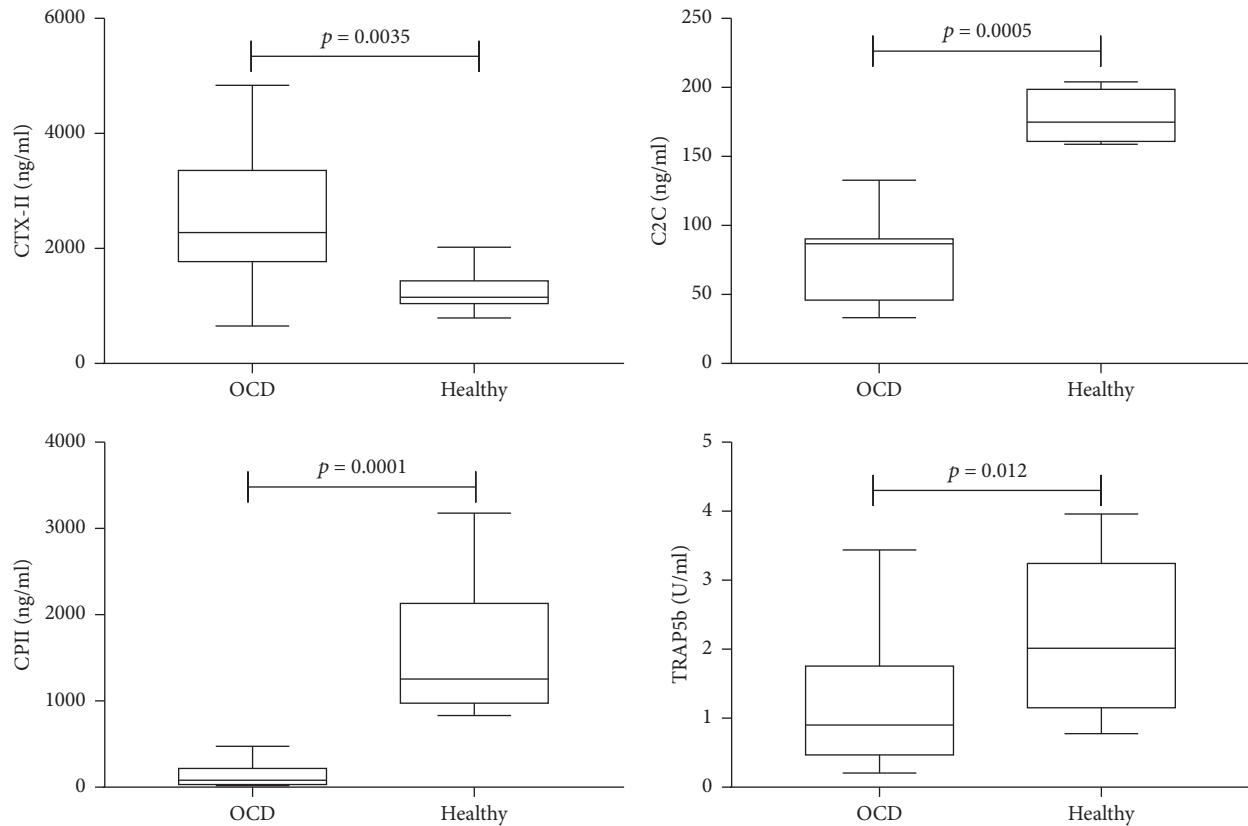 6000
4000
2000
0
CTX-II (ng/ml)
p = 0.0035
OCD
Healthy
250
200
150
100
50
0
C2C (ng/ml)
p = 0.0005
OCD
Healthy
4000
3000
2000
1000
0
CPII (ng/ml)
p = 0.0001
OCD
Healthy
5
4
3
2
1
0
TRAP5b (U/ml)
p = 0.012
OCD
Healthy